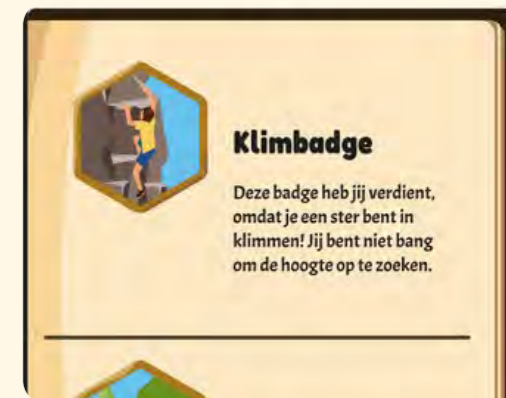 Klimbadge
Deze badge heb jij verdient,
omdat je een ster bent in
klimmen! Jij bent niet bang
om de hoogte op te zoeken.